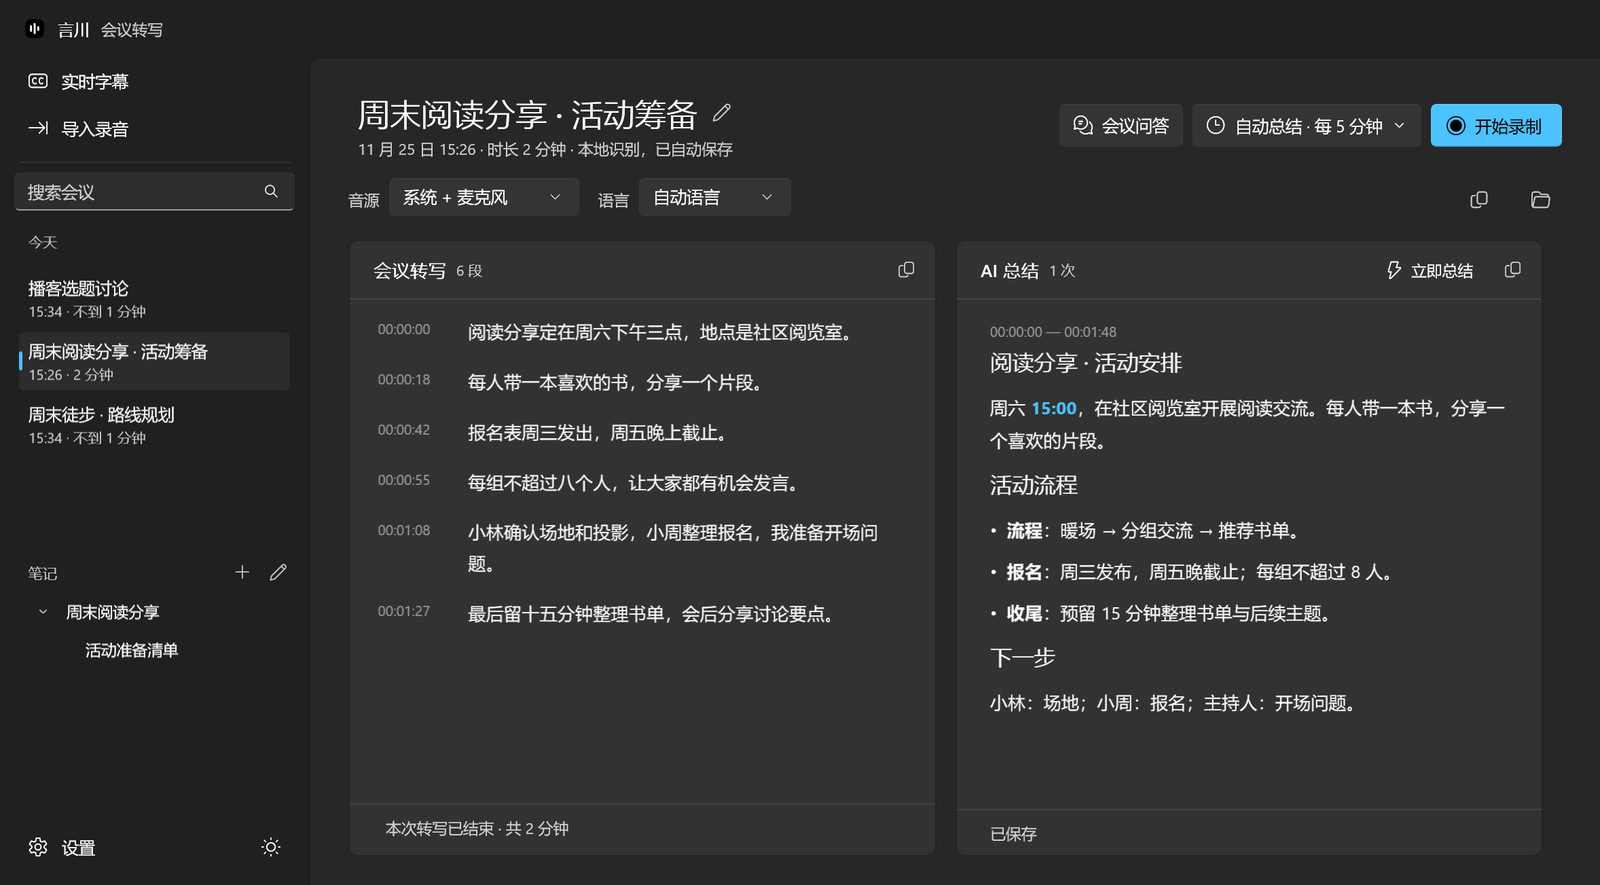 言川 会议转写
实时字幕
导入录音
搜索会议
今天
播客选题讨论
15:34 · 不到 1 分钟
周末阅读分享 · 活动筹备
15:26 · 2 分钟
周末徒步 · 路线规划
15:34 · 不到 1 分钟
笔记
周末阅读分享
活动准备清单
设置
周末阅读分享 · 活动筹备
11 月 25 日 15:26 · 时长 2 分钟 · 本地识别，已自动保存
会议问答
自动总结 · 每 5 分钟
开始录制
音源 系统 + 麦克风 语言 自动语言
会议转写 6 段
00:00:00 阅读分享定在周六下午三点，地点是社区阅览室。
00:00:18 每人带一本喜欢的书，分享一个片段。
00:00:42 报名表周三发出，周五晚上截止。
00:00:55 每组不超过八个人，让大家都有机会发言。
00:01:08 小林确认场地和投影，小周整理报名，我准备开场问
题。
00:01:27 最后留十五分钟整理书单，会后分享讨论要点。
本次转写已结束 · 共 2 分钟
AI 总结 1 次 立即总结
00:00:00 — 00:01:48
阅读分享 · 活动安排
周六 15:00，在社区阅览室开展阅读交流。每人带一本书，分享一
个喜欢的片段。
活动流程
• 流程：暖场 → 分组交流 → 推荐书单。
• 报名：周三发布，周五晚截止；每组不超过 8 人。
• 收尾：预留 15 分钟整理书单与后续主题。
下一步
小林：场地；小周：报名；主持人：开场问题。
已保存